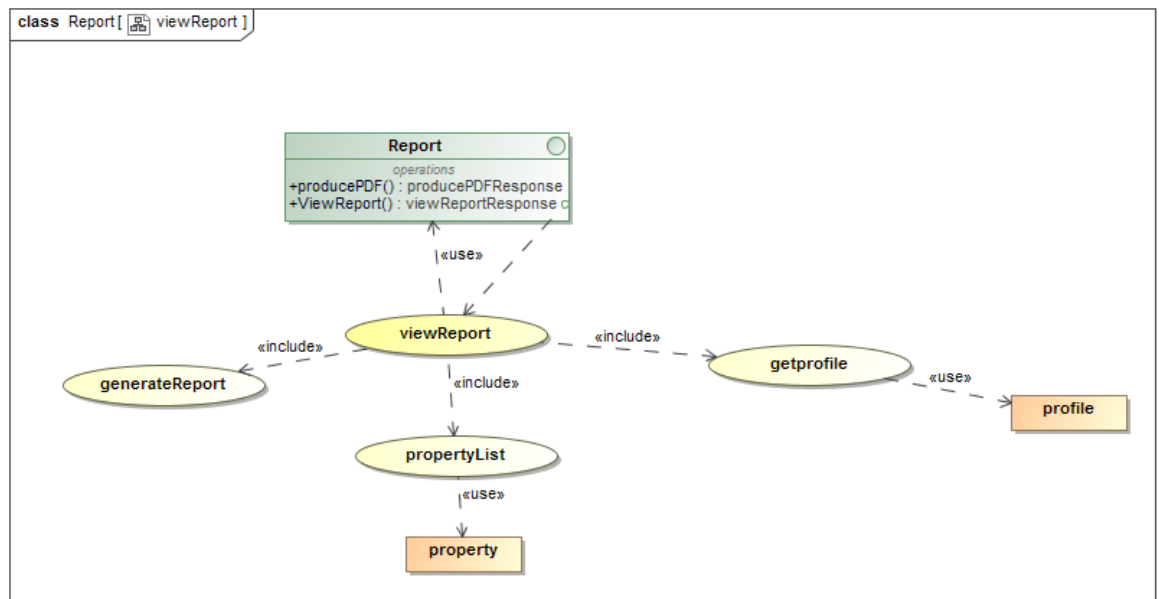 class Report[ viewReport ]
Report
operations
+producePDF() : producePDFResponse
+ViewReport() : viewReportResponse
«use»
viewReport
«include»
«include»
getprofile
generateReport
«include»
«use»
profile
propertyList
«use»
property